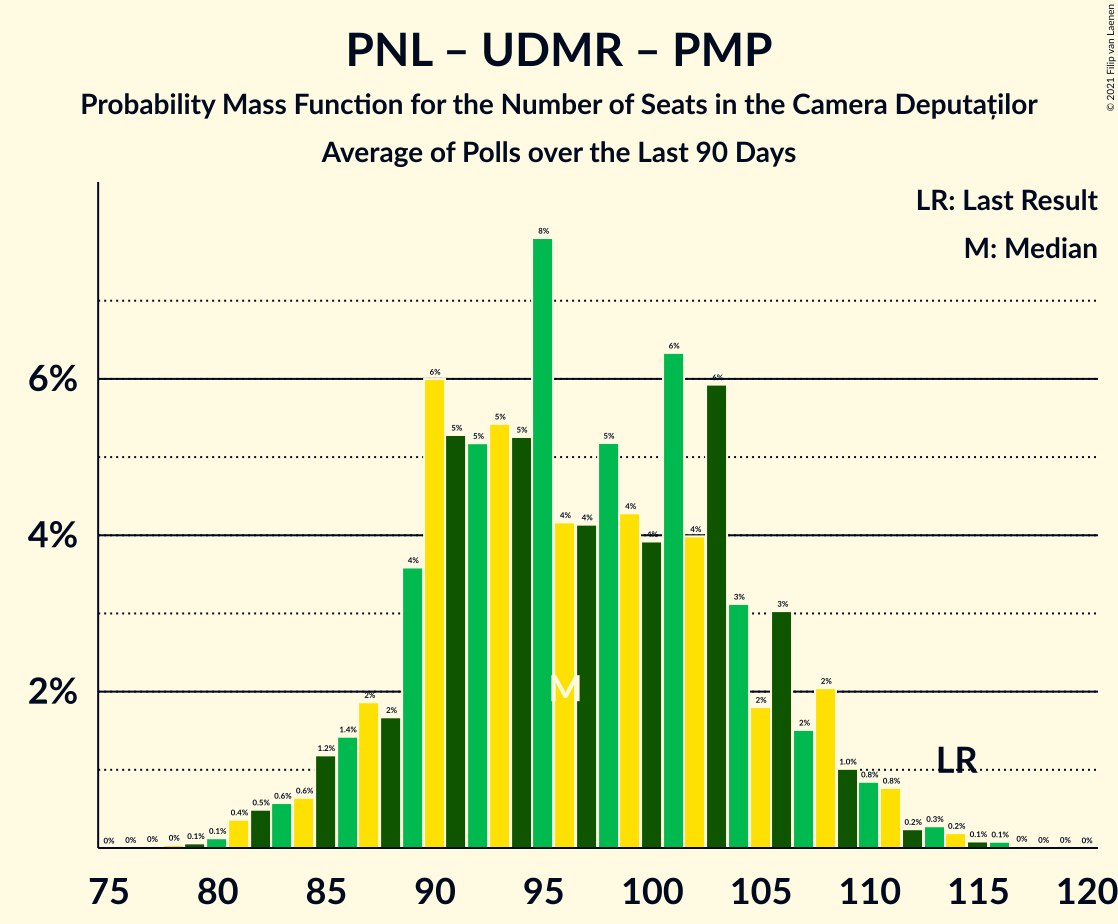 PNL – UDMR – PMP
Probability Mass Function for the Number of Seats in the Camera Deputaților
Average of Polls over the Last 90 Days
© 2021 Filip van Laenen
LR: Last Result
M: Median
6%
4%
2%
0% 0% 0% 0% 0.1% 0.1% 0.4% 0.5% 0.6% 0.6% 1.2% 1.4% 2% 2% 4% 6% 5% 5% 5% 5% 8% 4% 4% 5% 4% 4% 6% 4% 6% 3% 2% 3% 2% 2% 1.0% 0.8% 0.8% 0.2% 0.3% 0.2% 0.1% 0.1% 0% 0% 0% 0%
M
LR
75 80 85 90 95 100 105 110 115 120